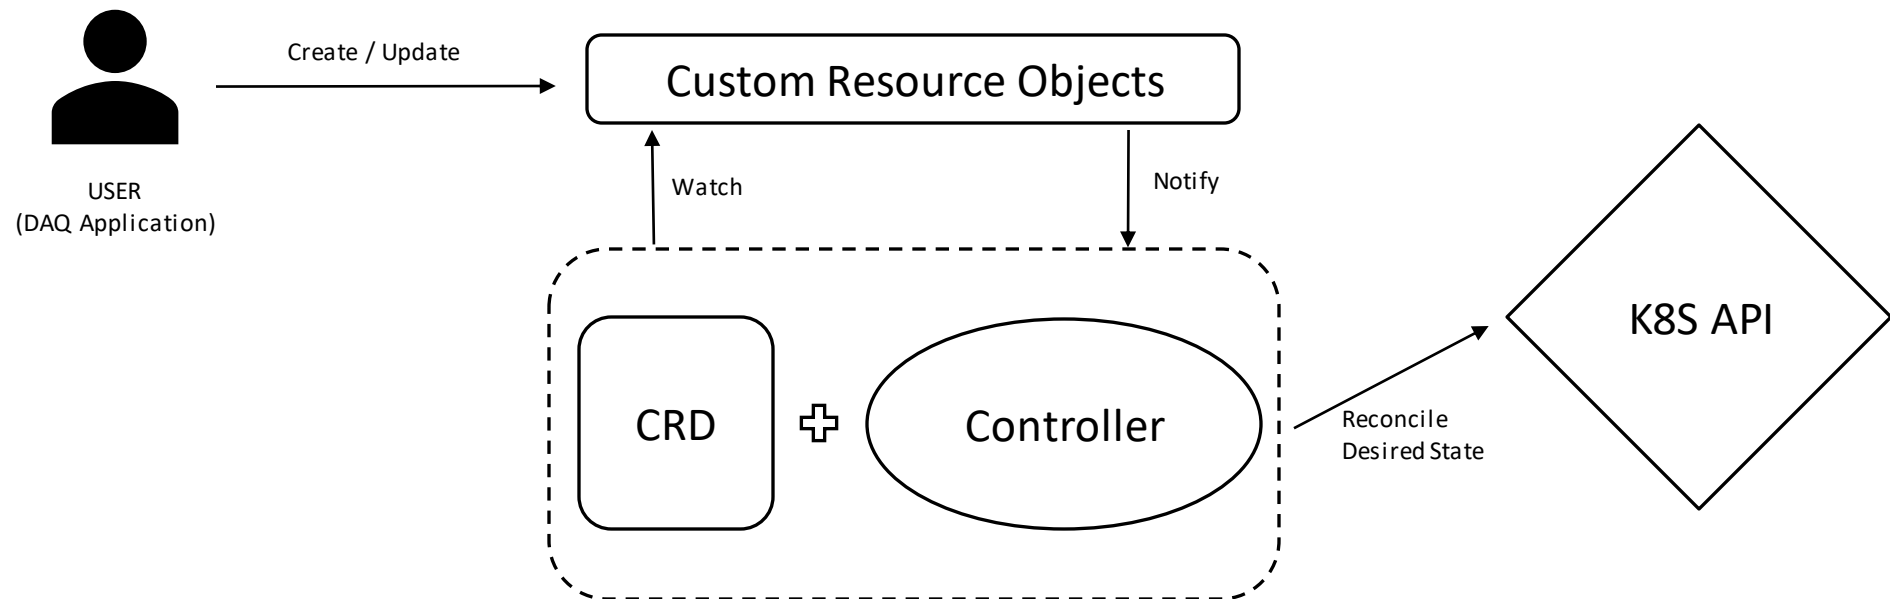 Create / Update
Custom Resource Objects
USER
(DAQ Application)
Watch
Notify
K8S API
CRD
Controller
Reconcile
Desired State